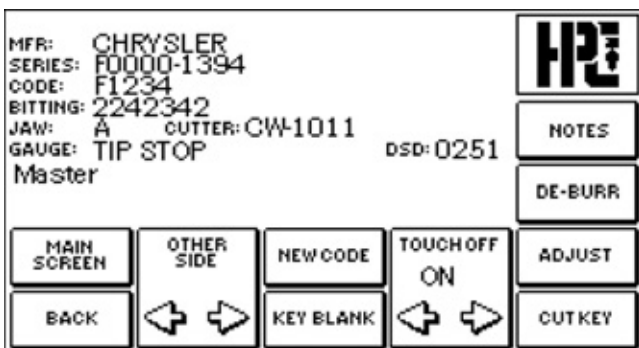 MFR: CHRYSLER
SERIES: F0000-1394
CODE: F1234
BITTING: 2242342
JAW: A CUTTER: CW-1011
GAUGE: TIP STOP DSD: 0251
Master
HPC
NOTES
DE-BURR
MAIN SCREEN
OTHER SIDE
NEW CODE
TOUCH OFF
ON
ADJUST
BACK
KEY BLANK
CUT KEY